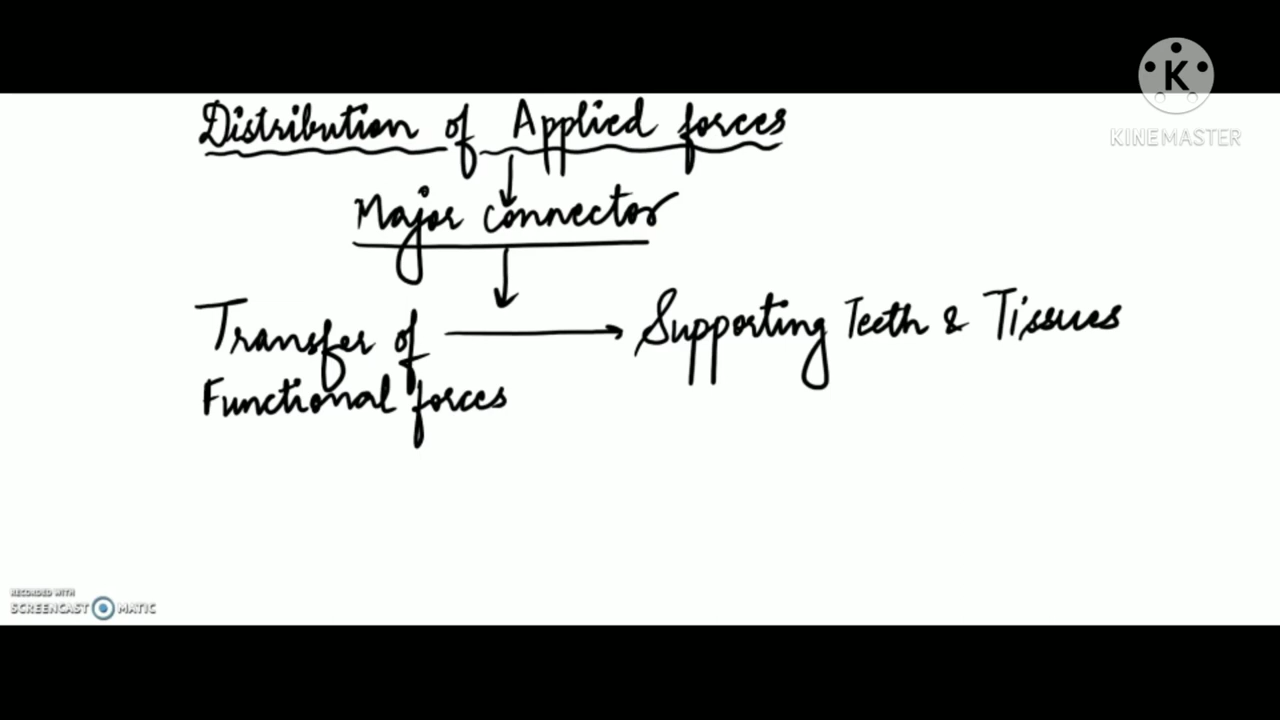 K
KINEMASTER
Distribution of Applied forces
Major connector
Transfer of
Supporting Teeth & Tissues
Functional forces
RECORDED WITH
SCREENCAST MATIC